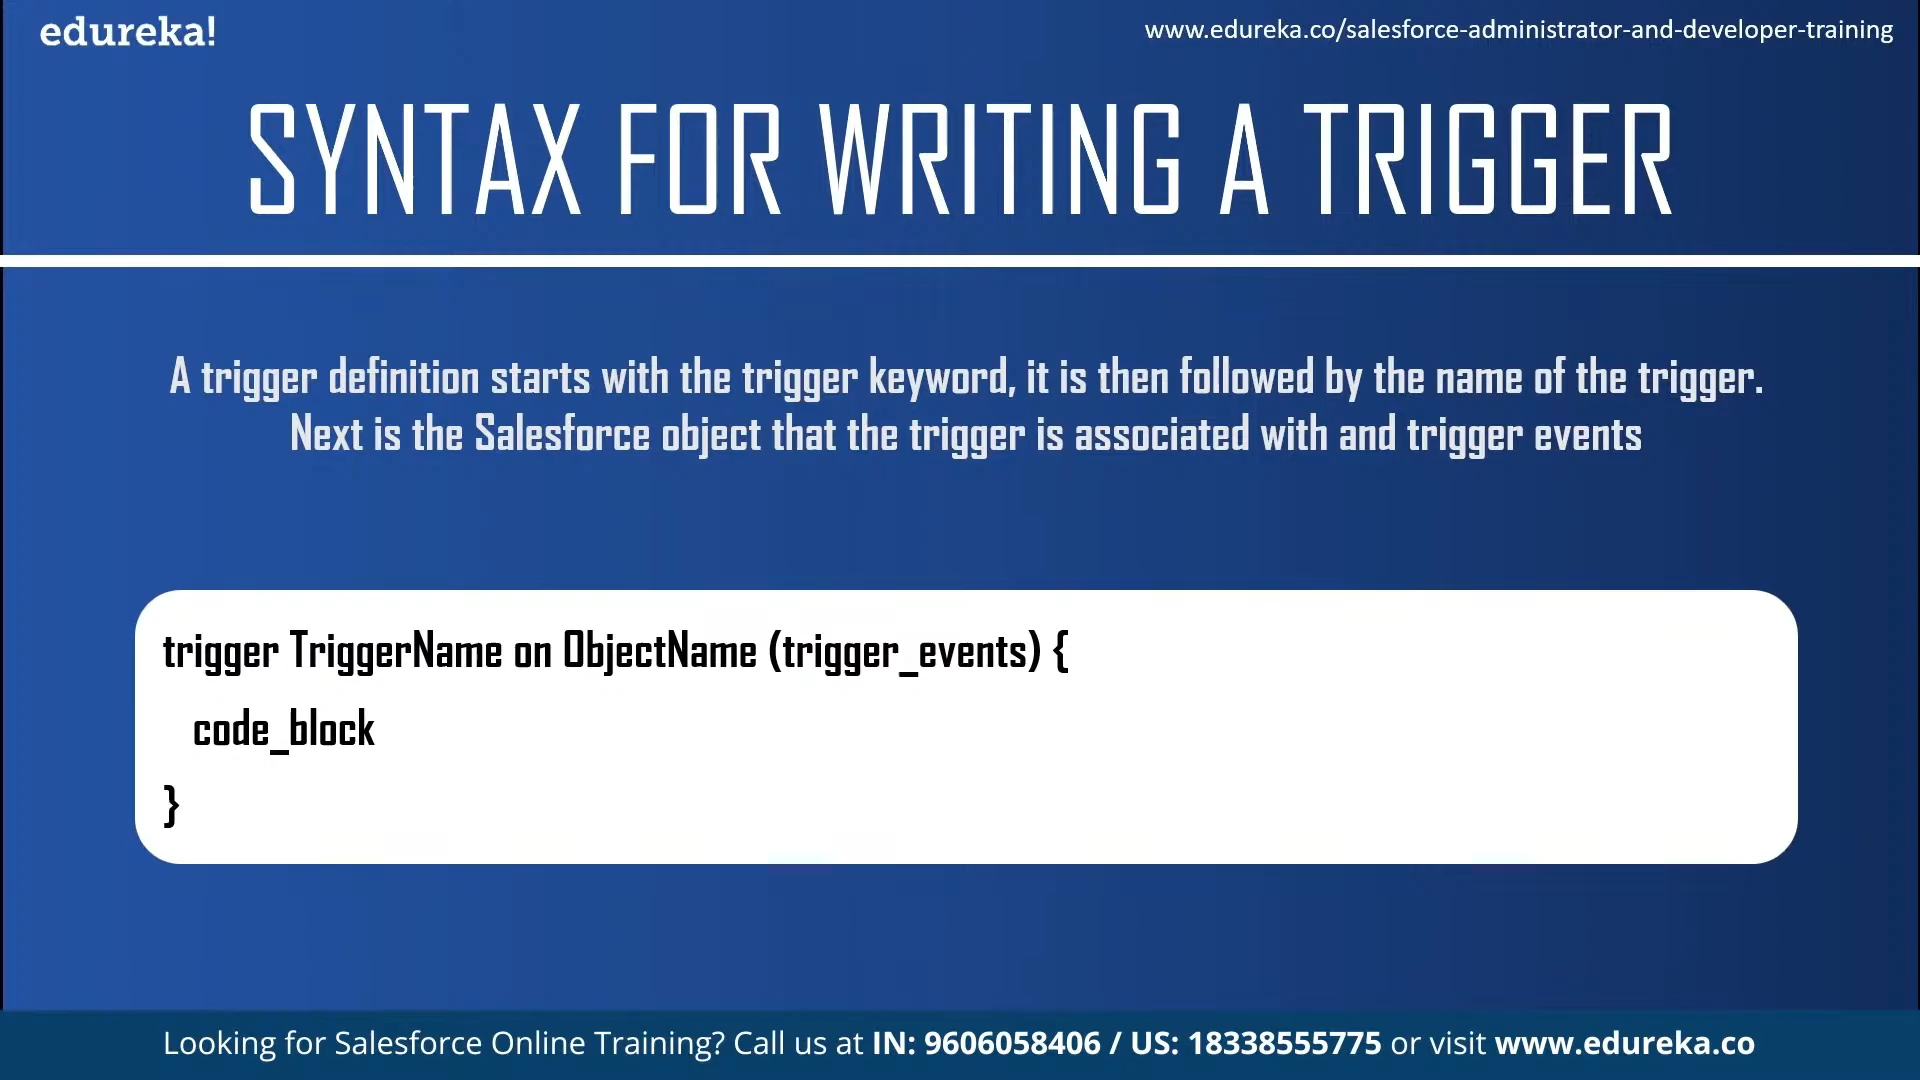 edureka!
www.edureka.co/salesforce-administrator-and-developer-training
SYNTAX FOR WRITING A TRIGGER
A trigger definition starts with the trigger keyword, it is then followed by the name of the trigger.
Next is the Salesforce object that the trigger is associated with and trigger events
trigger TriggerName on ObjectName (trigger_events) {
code_block
}
Looking for Salesforce Online Training? Call us at IN: 9606058406 / US: 18338555775 or visit www.edureka.co